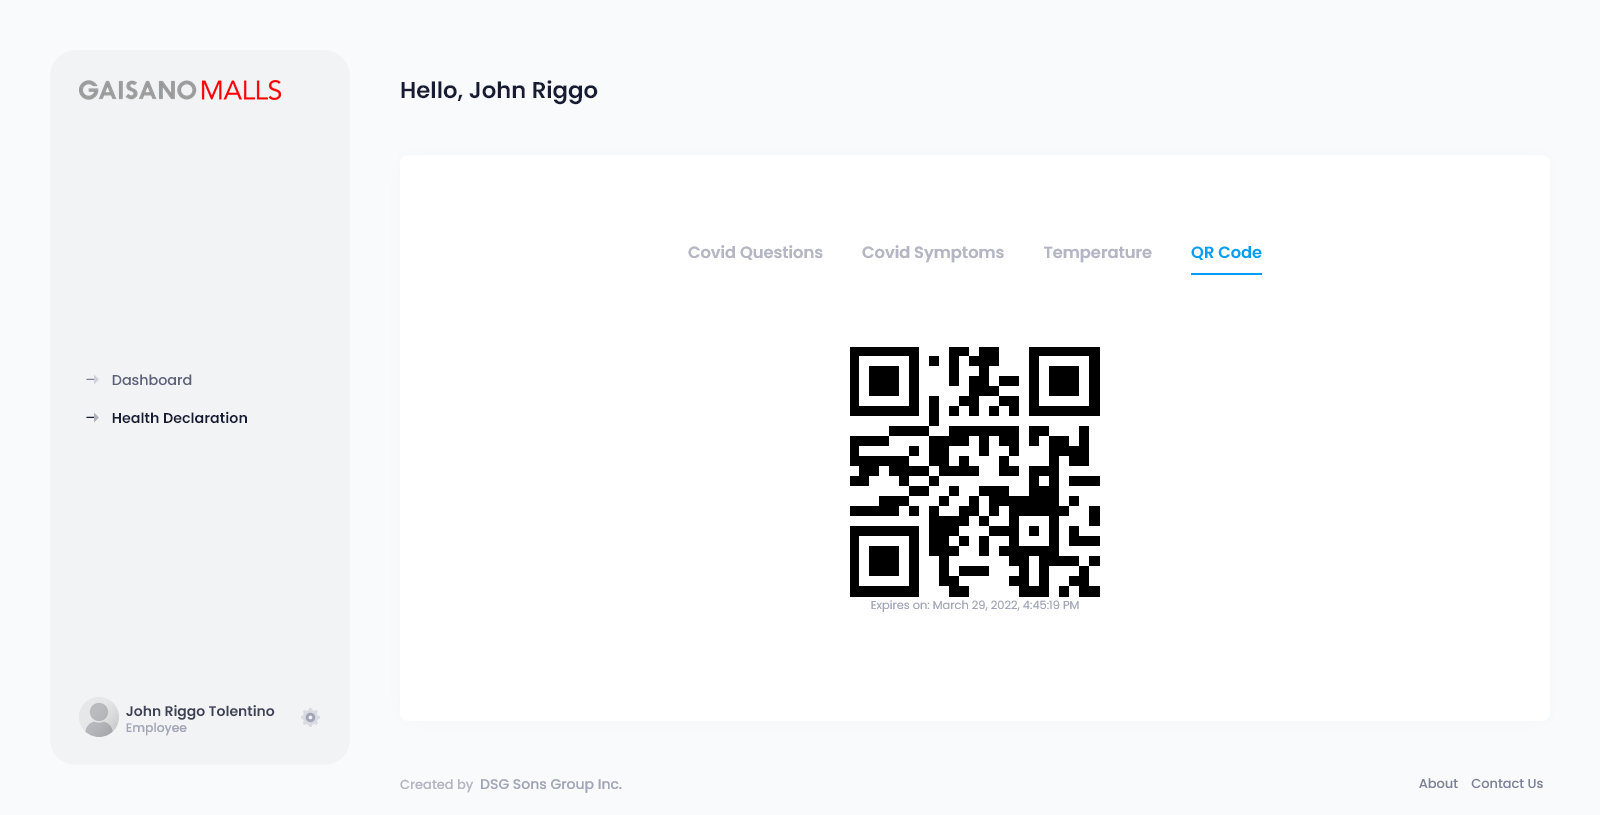 GAISANO MALLS
Hello, John Riggo
Covid Questions Covid Symptoms Temperature QR Code
Dashboard
Health Declaration
Expires on: March 29, 2022, 4:45:19 PM
John Riggo Tolentino
Employee
Created by DSG Sons Group Inc.
About Contact Us